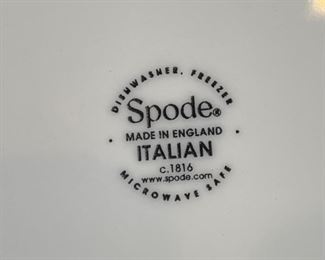 DISHWASHER, FREEZER
Spode®
• MADE IN ENGLAND •
ITALIAN
c.1816
www.spode.com
MICROWAVE SAFE